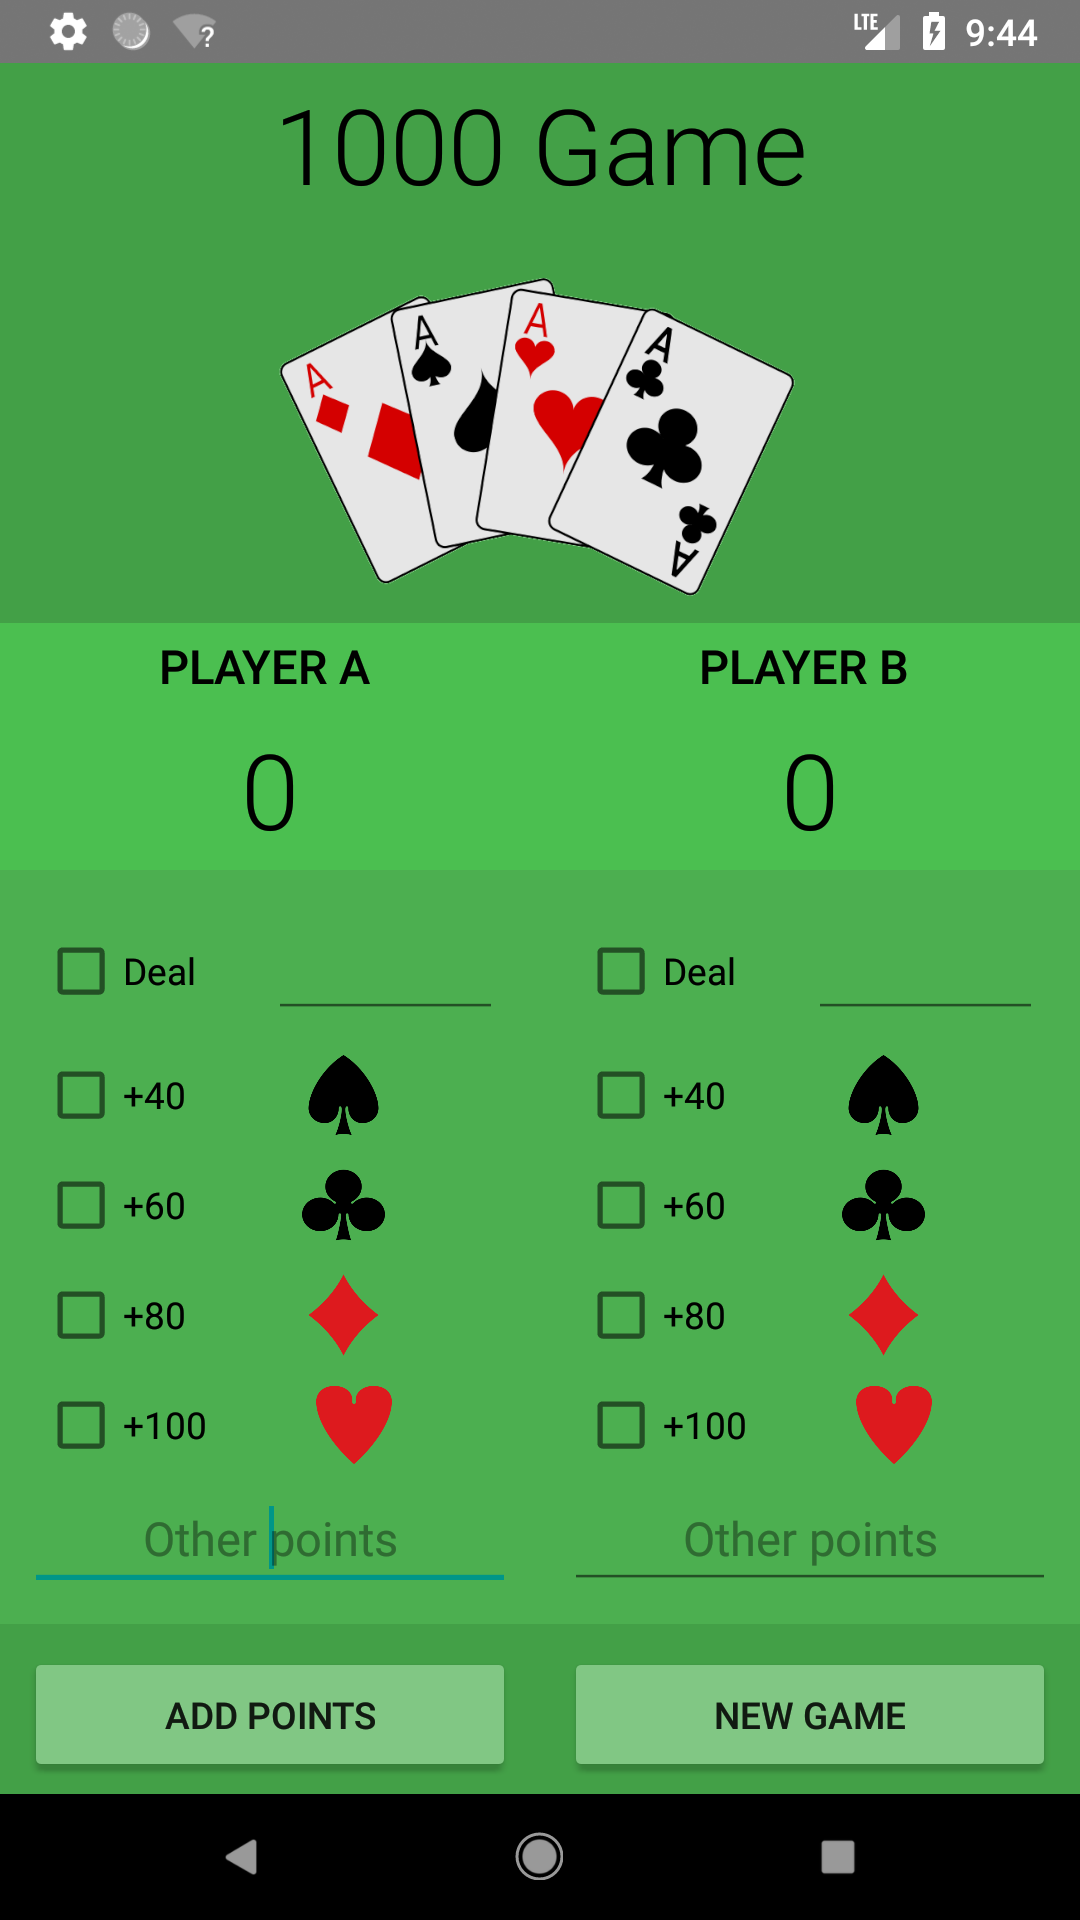 LTE 9:44
1000 Game
A
A
A
A
A
PLAYER A
PLAYER B
0
0
Deal
Deal
+40
+40
+60
+60
+80
+80
+100
+100
Other points
Other points
ADD POINTS
NEW GAME